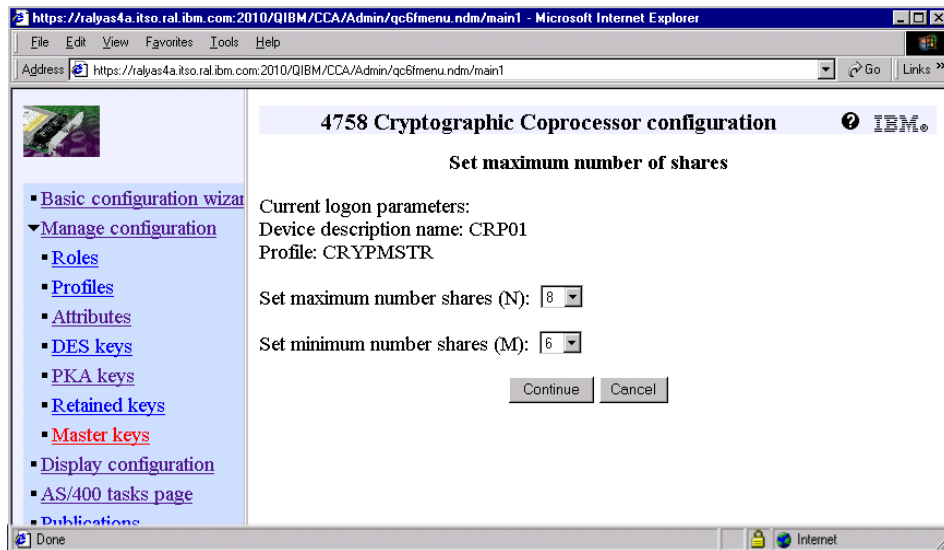 https://ralyas4a.itso.ral.ibm.com:2010/QIBM/CCA/Admin/qc6fmenu.ndm/main1 - Microsoft Internet Explorer
File Edit View Favorites Tools Help
Address https://ralyas4a.itso.ral.ibm.com:2010/QIBM/CCA/Admin/qc6fmenu.ndm/main1 Go Links »
4758 Cryptographic Coprocessor configuration ? IBM®
Set maximum number of shares
Basic configuration wizar
Manage configuration
Roles
Profiles
Attributes
DES keys
PKA keys
Retained keys
Master keys
Display configuration
AS/400 tasks page
Publications
Current logon parameters:
Device description name: CRP01
Profile: CRYPMSTR
Set maximum number shares (N): 8
Set minimum number shares (M): 6
Continue Cancel
Done Internet